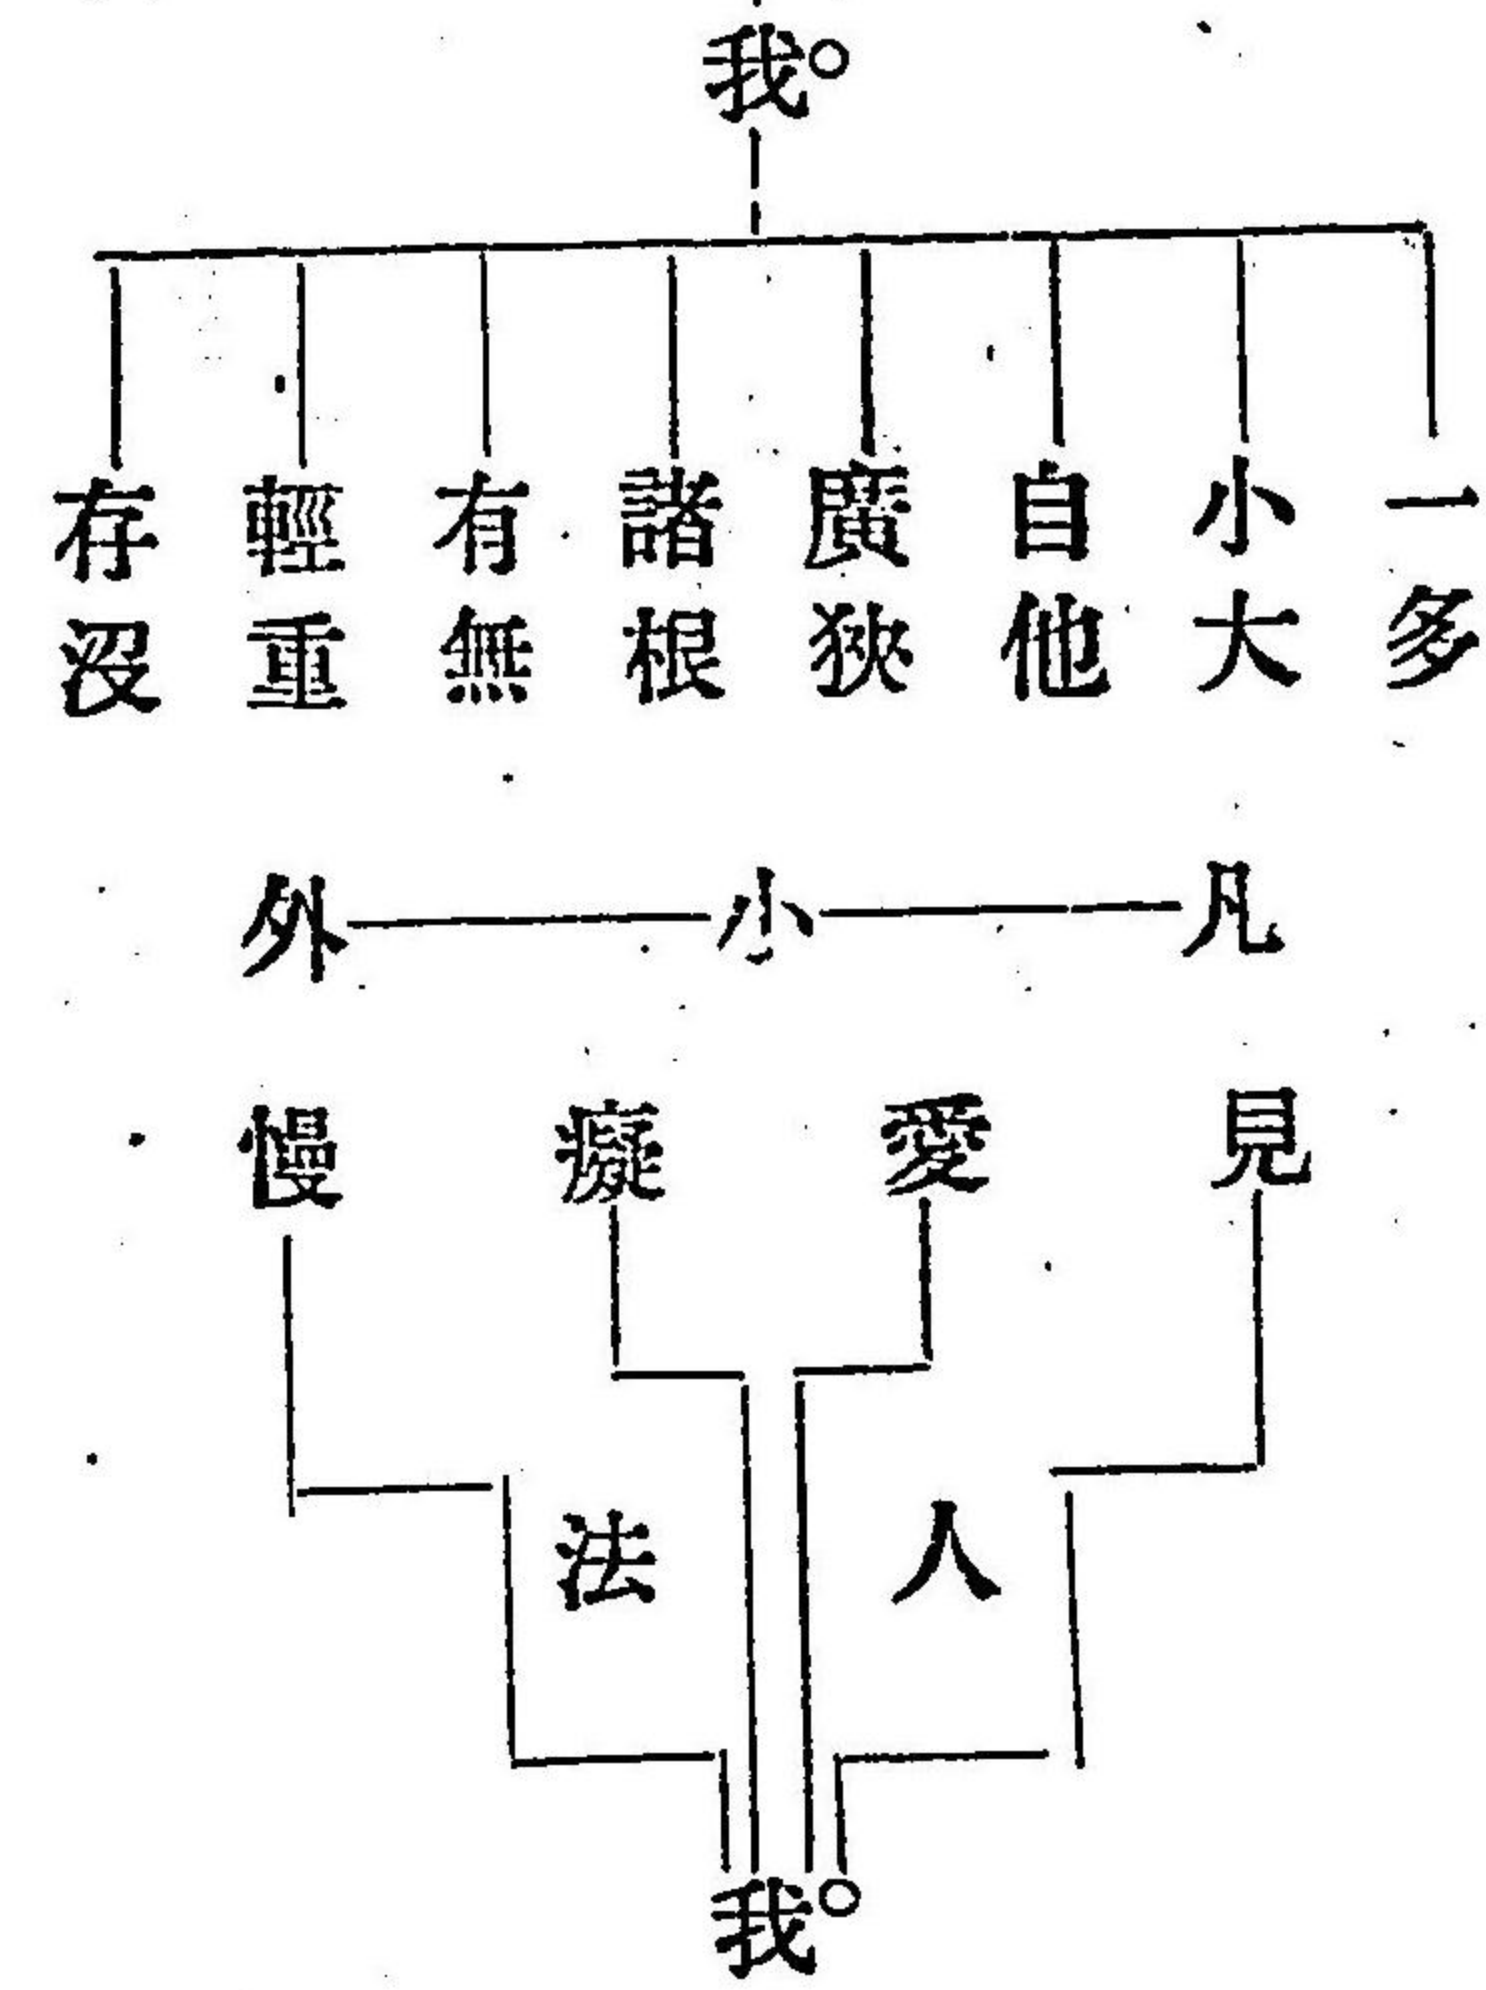 我○
一多
小大
自他
廣狹
諸根
有無
輕重
存沒
凡
小
外
見
愛
癡
慢
人
法
我○